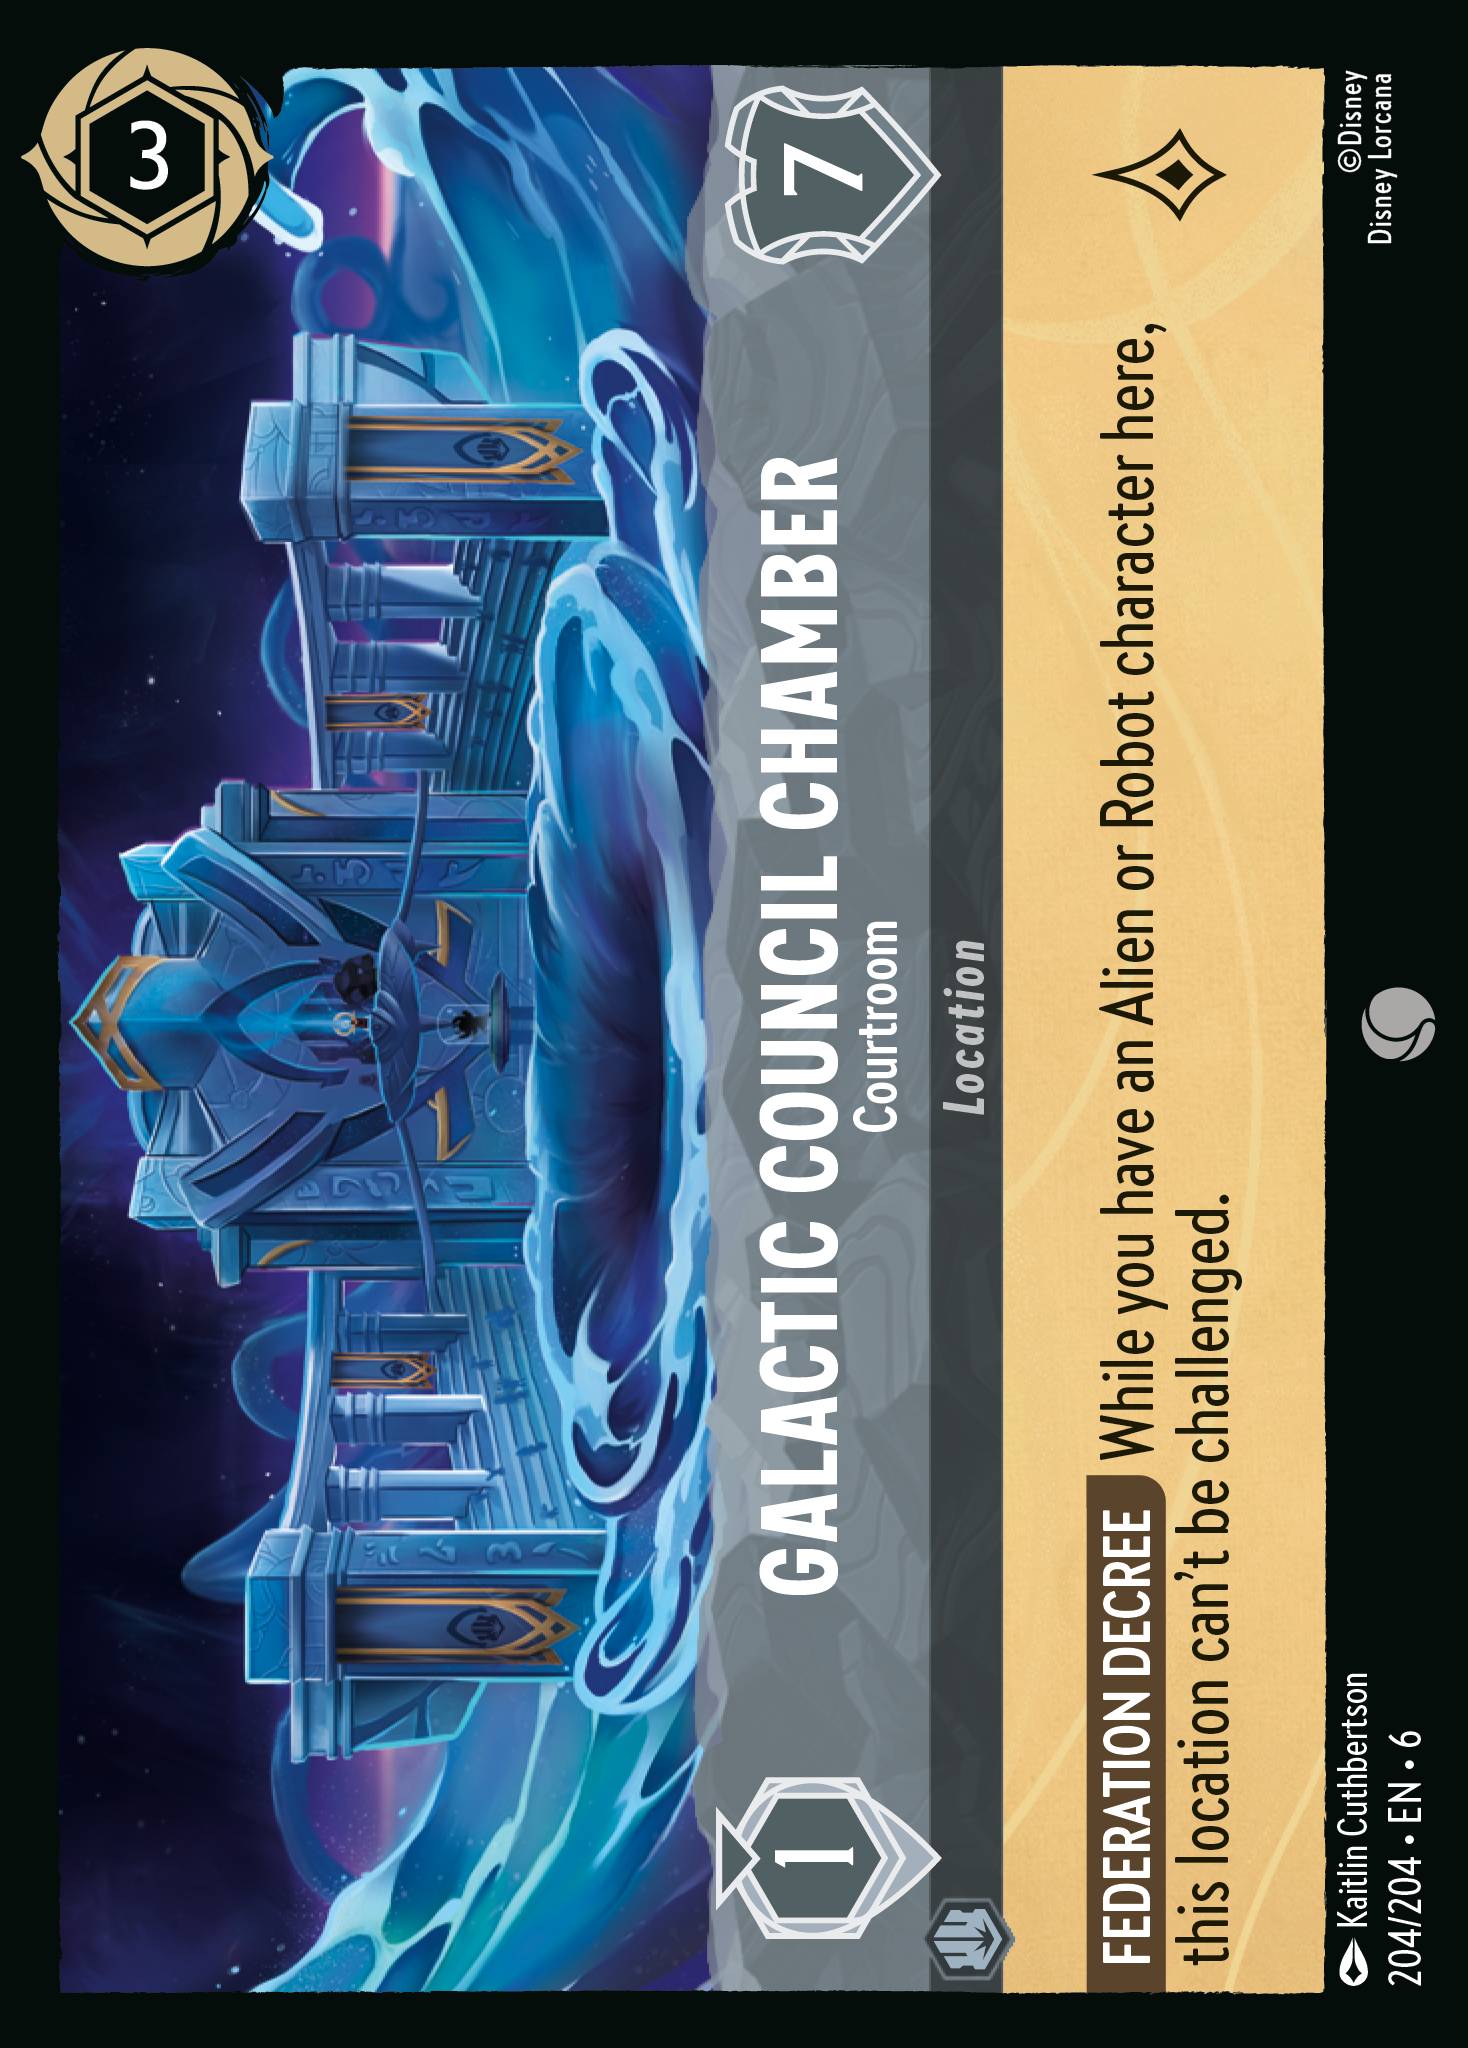 3
1
GALACTIC COUNCIL CHAMBER
7
Courtroom
Location
FEDERATION DECREE While you have an Alien or Robot character here,
this location can't be challenged.
Kaitlin Cuthbertson
204/204 • EN • 6
©Disney
Disney Lorcana